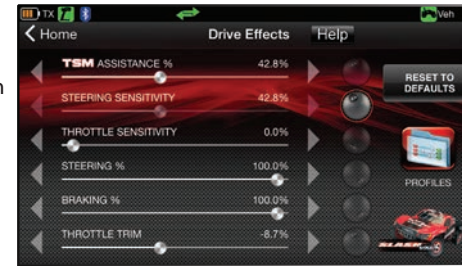 TX Veh
Home Drive Effects Help
TSM ASSISTANCE % 42.8%
RESET TO
DEFAULTS
STEERING SENSITIVITY 42.8%
THROTTLE SENSITIVITY 0.0%
STEERING % 100.0%
PROFILES
BRAKING % 100.0%
THROTTLE TRIM -8.7%
SLASH
n